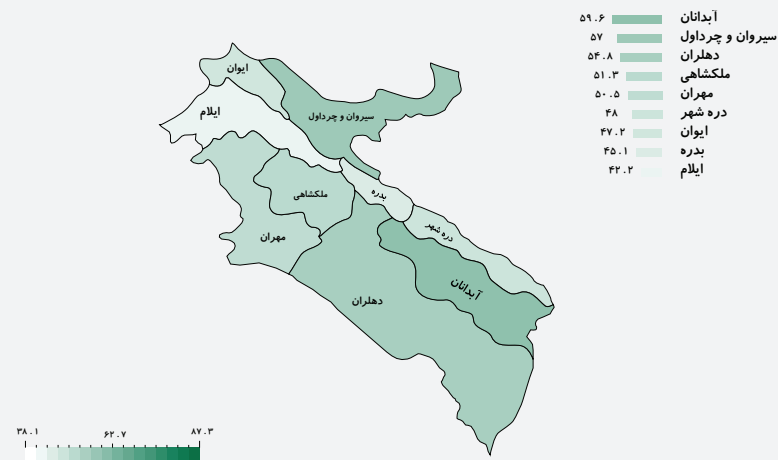 آبدانان ۵۹.۶
سیروان و چرداول ۵۷
دهلران ۵۴.۸
ملکشاهی ۵۱.۳
مهران ۵۰.۵
دره شهر ۴۸
ایوان ۴۷.۲
بدره ۴۵.۱
ایلام ۴۲.۲
ایوان
ایلام
سیروان و چرداول
ملکشاهی
بدره
مهران
دره شهر
آبدانان
دهلران
۳۸.۱ ۶۲.۷ ۸۷.۳